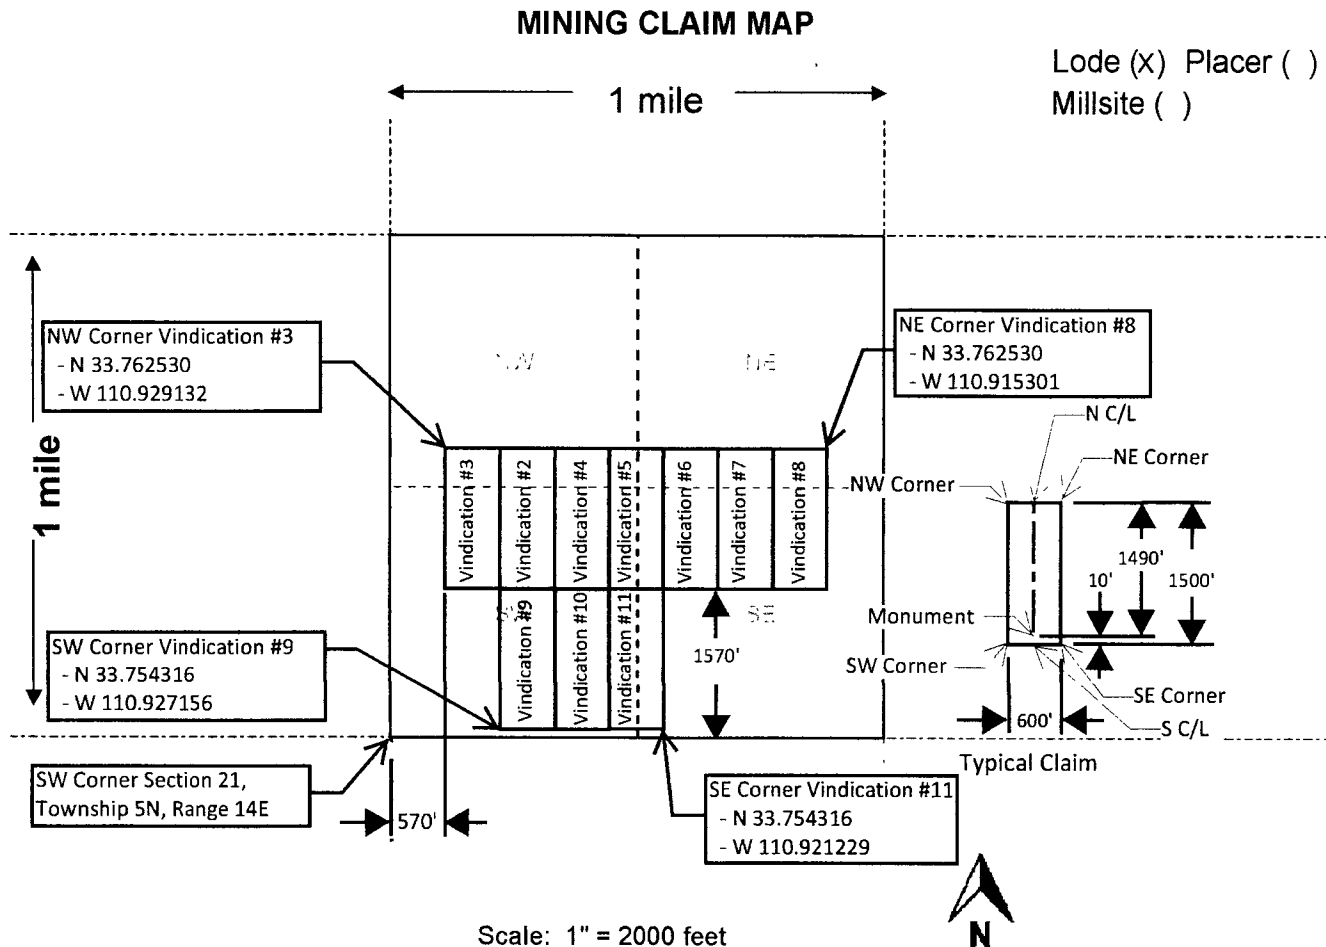 MINING CLAIM MAP
Lode (x) Placer ( )
Millsite ( )
1 mile
1 mile
NW Corner Vindication #3
- N 33.762530
- W 110.929132
NE Corner Vindication #8
- N 33.762530
- W 110.915301
NE
Vindication #3
Vindication #2
Vindication #4
Vindication #5
Vindication #6
Vindication #7
Vindication #8
Vindication #9
Vindication #10
Vindication #11
SE
1570'
SW Corner Vindication #9
- N 33.754316
- W 110.927156
SW Corner Section 21,
Township 5N, Range 14E
570'
SE Corner Vindication #11
- N 33.754316
- W 110.921229
N C/L
NE Corner
NW Corner
1490'
10'
1500'
Monument
SW Corner
SE Corner
600'
S C/L
Typical Claim
N
Scale: 1" = 2000 feet